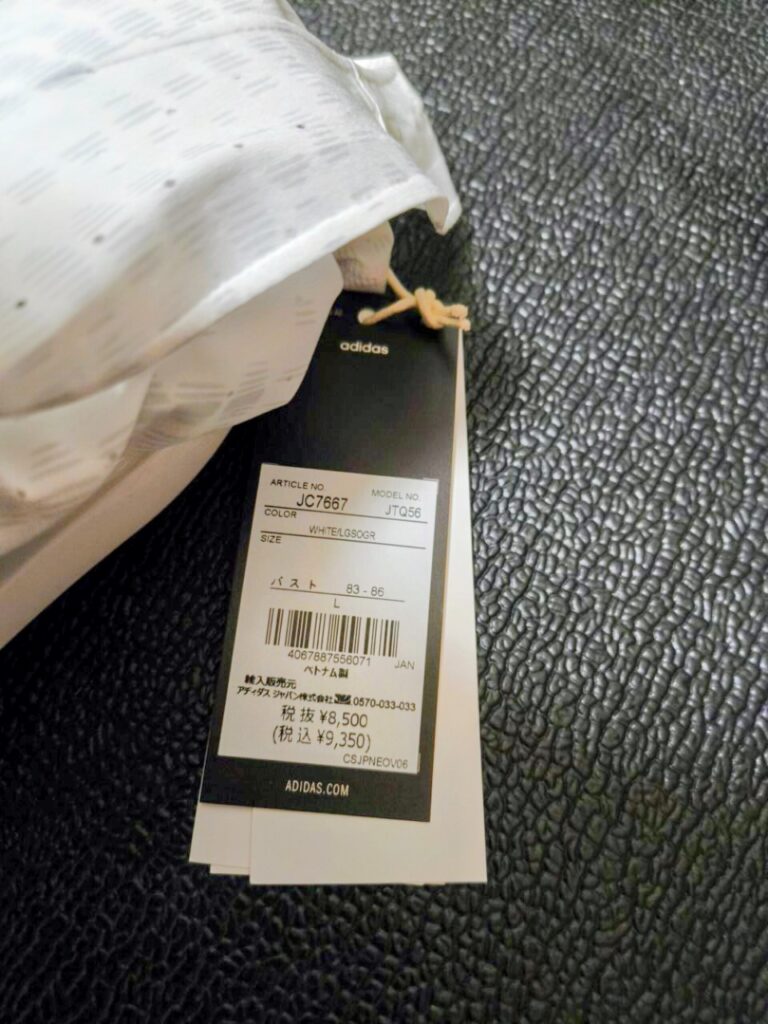 adidas
ARTICLE NO. MODEL NO.
JC7667 JTQ56
COLOR
WHITE/LGSOGR
SIZE
バスト 83 - 86
L
4067887556071 JAN
ベトナム製
輸入販売元
アディダス ジャパン株式会社 0570-033-033
税抜 ¥8,500
(税込 ¥9,350)
CSJPNEOV06
ADIDAS.COM